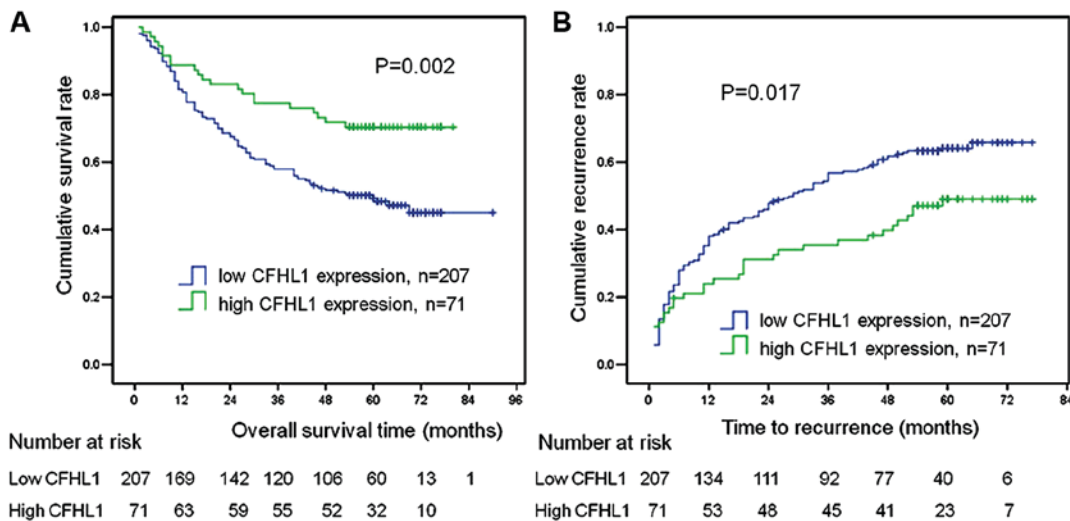 A
Cumulative survival rate
1.0
0.8
0.6
0.4
0.2
0.0
P=0.002
low CFHL1 expression, n=207
high CFHL1 expression, n=71
0 12 24 36 48 60 72 84 96
Overall survival time (months)
Number at risk
Low CFHL1 207 169 142 120 106 60 13 1
High CFHL1 71 63 59 55 52 32 10
B
Cumulative recurrence rate
1.0
0.8
0.6
0.4
0.2
0.0
P=0.017
low CFHL1 expression, n=207
high CFHL1 expression, n=71
0 12 24 36 48 60 72 84
Time to recurrence (months)
Number at risk
Low CFHL1 207 134 111 92 77 40 6
High CFHL1 71 53 48 45 41 23 7